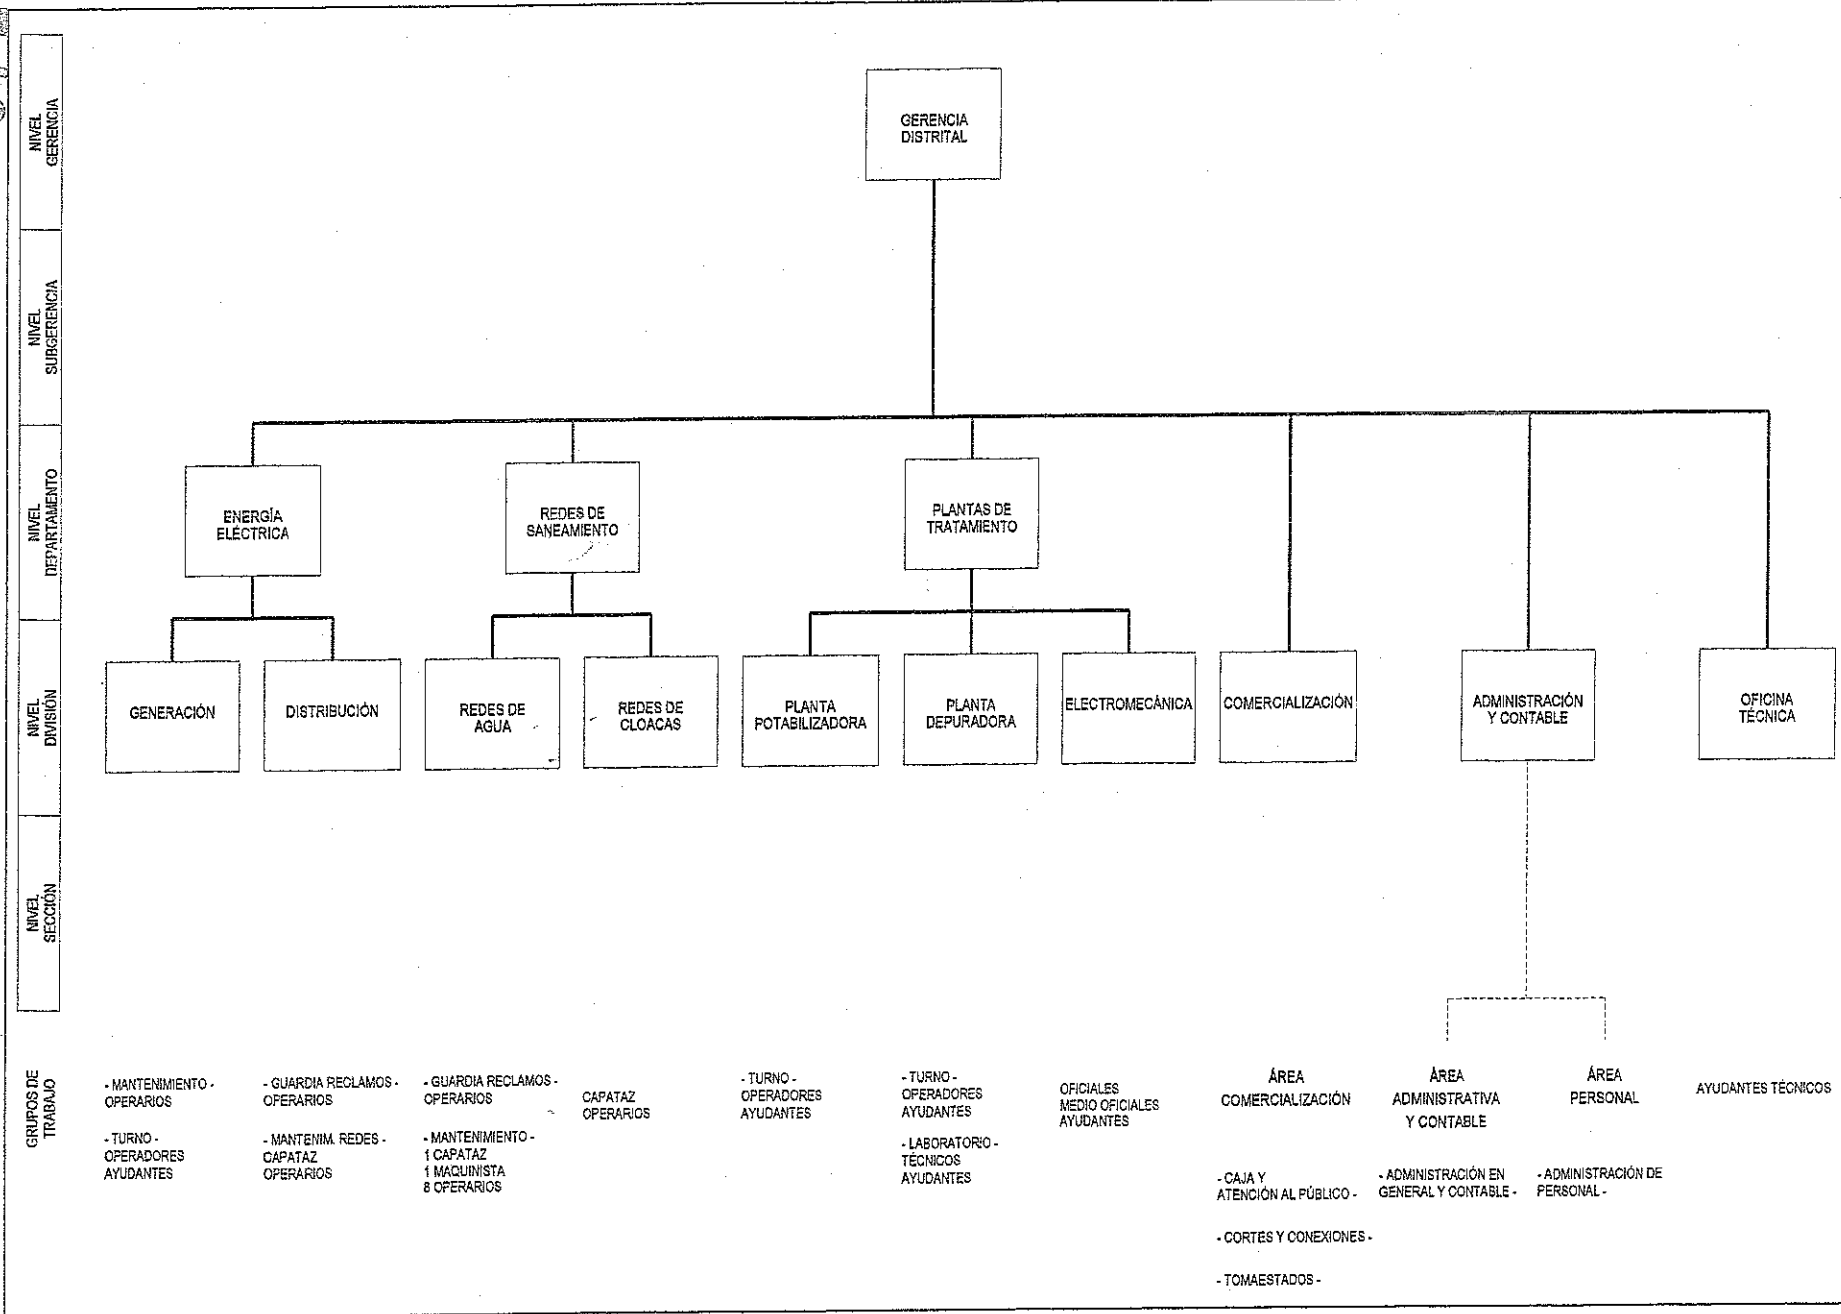 NIVEL
GERENCIA
GERENCIA
DISTRITAL
NIVEL
SUBGERENCIA
NIVEL
DEPARTAMENTO
ENERGÍA
ELÉCTRICA
REDES DE
SANEAMIENTO
PLANTAS DE
TRATAMIENTO
NIVEL
DIVISIÓN
GENERACIÓN
DISTRIBUCIÓN
REDES DE
AGUA
REDES DE
CLOACAS
PLANTA
POTABILIZADORA
PLANTA
DEPURADORA
ELECTROMECÁNICA
COMERCIALIZACIÓN
ADMINISTRACIÓN
Y CONTABLE
OFICINA
TÉCNICA
NIVEL
SECCIÓN
GRUPOS DE
TRABAJO
- MANTENIMIENTO -
OPERARIOS
- TURNO -
OPERADORES
AYUDANTES
- GUARDIA RECLAMOS -
OPERARIOS
- MANTENIM. REDES -
CAPATAZ
OPERARIOS
- GUARDIA RECLAMOS -
OPERARIOS
- MANTENIMIENTO -
1 CAPATAZ
1 MAQUINISTA
8 OPERARIOS
CAPATAZ
OPERARIOS
- TURNO -
OPERADORES
AYUDANTES
- TURNO -
OPERADORES
AYUDANTES
- LABORATORIO -
TÉCNICOS
AYUDANTES
OFICIALES
MEDIO OFICIALES
AYUDANTES
ÁREA
COMERCIALIZACIÓN
- CAJA Y
ATENCIÓN AL PÚBLICO -
- CORTES Y CONEXIONES -
- TOMAESTADOS -
ÁREA
ADMINISTRATIVA
Y CONTABLE
- ADMINISTRACIÓN EN
GENERAL Y CONTABLE -
ÁREA
PERSONAL
- ADMINISTRACIÓN DE
PERSONAL -
AYUDANTES TÉCNICOS